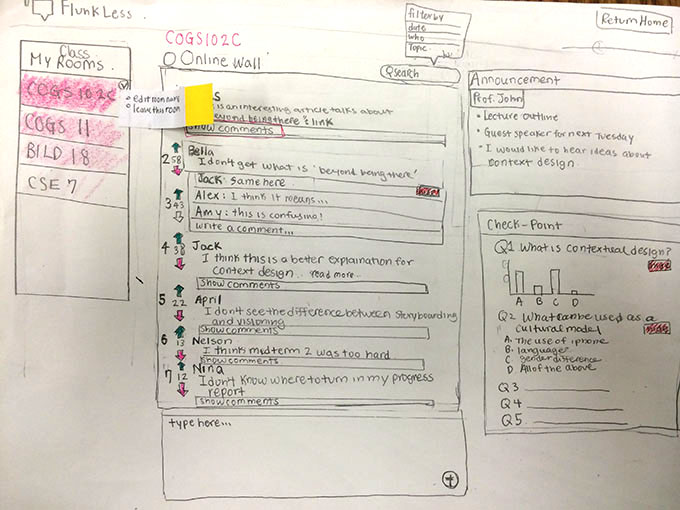 FlunkLess
Return Home
filter by
date
who
topic
Class
My Rooms
COGS 102C
COGS 11
BILD 18
CSE 7
edit room ours
leave this room
COGS102C
Online Wall
Search
S
is an interesting article talks about
beyond being there & link
Show comments
2 58 Bella
I don't get what is 'beyond being there'
Jack: same here
3 43 Alex: I think it means...
Amy: this is confusing!
write a comment...
4 38 Jack
I think this is a better explaination for
context design... read more..
Show comments
5 22 April
I don't see the difference between Storyboarding
and visioning
Show comments
6 13 Nelson
I think midterm 2 was too hard
Show comments
7 12 Nina
I don't know where to turn in my progress
report
Show comments
type here...
Announcement
Prof. John
Lecture outline
Guest speaker for next Tuesday
I would like to hear ideas about
context design
Check-Point
Q1 What is contextual design?
A B C D
Q2 What can be used as a
cultural model
A. the use of iphone
B. language
C gender difference
D All of the above
Q3
Q4
Q5